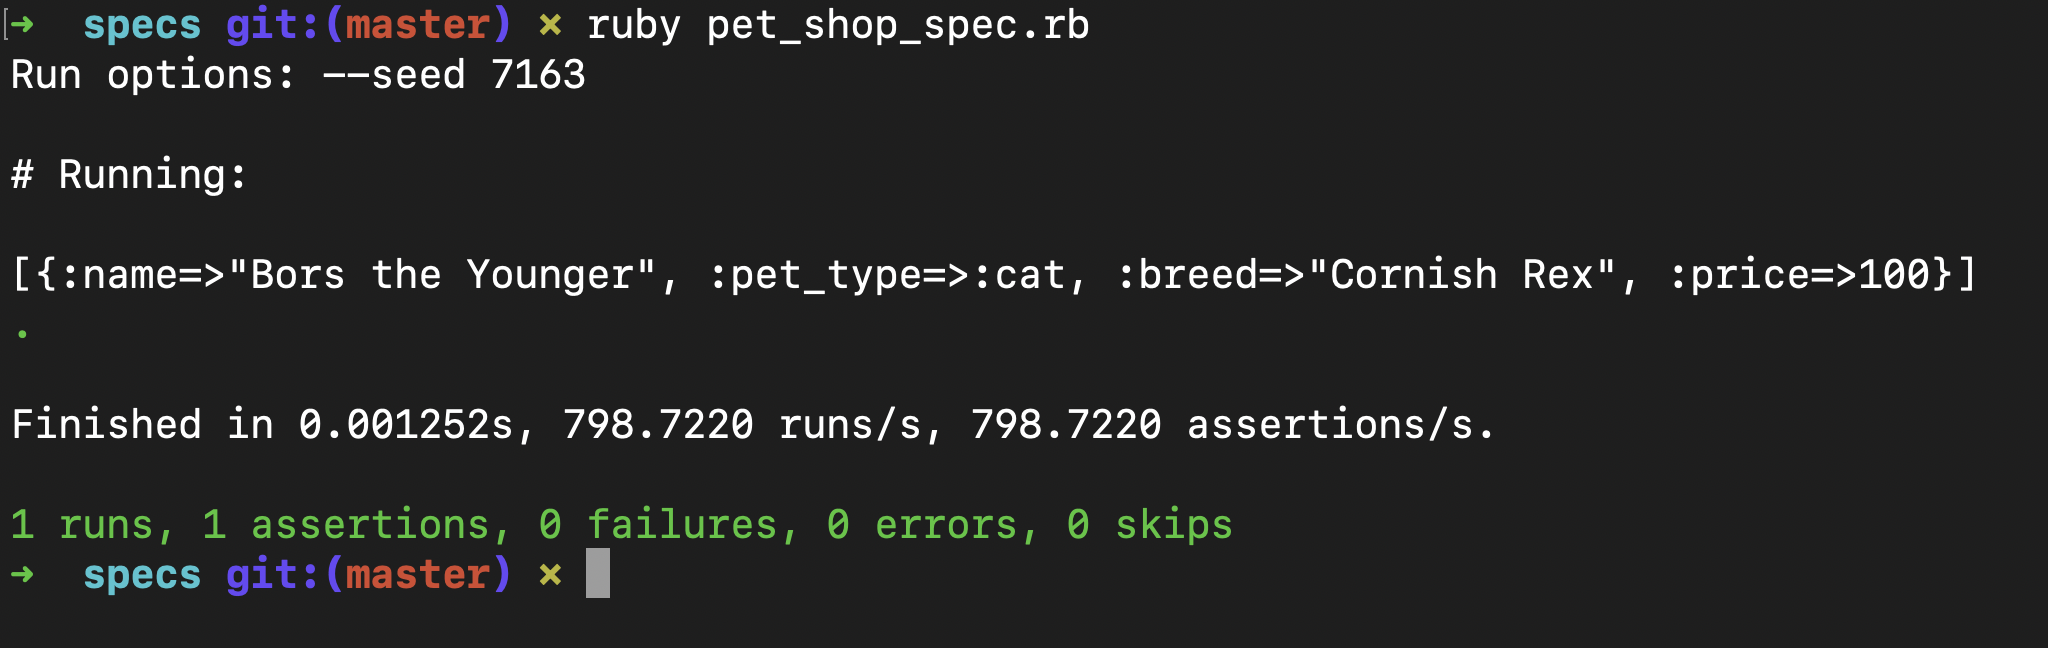 ➜ specs git:(master) ✗ ruby pet_shop_spec.rb
Run options: --seed 7163
# Running:
[{:name=>"Bors the Younger", :pet_type=>:cat, :breed=>"Cornish Rex", :price=>100}]
.
Finished in 0.001252s, 798.7220 runs/s, 798.7220 assertions/s.
1 runs, 1 assertions, 0 failures, 0 errors, 0 skips
➜ specs git:(master) ✗